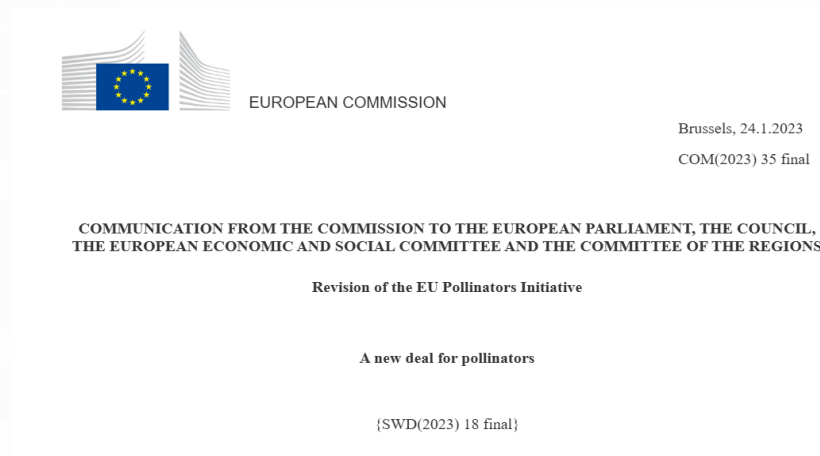 EUROPEAN COMMISSION
Brussels, 24.1.2023
COM(2023) 35 final
COMMUNICATION FROM THE COMMISSION TO THE EUROPEAN PARLIAMENT, THE COUNCIL,
THE EUROPEAN ECONOMIC AND SOCIAL COMMITTEE AND THE COMMITTEE OF THE REGIONS
Revision of the EU Pollinators Initiative
A new deal for pollinators
{SWD(2023) 18 final}